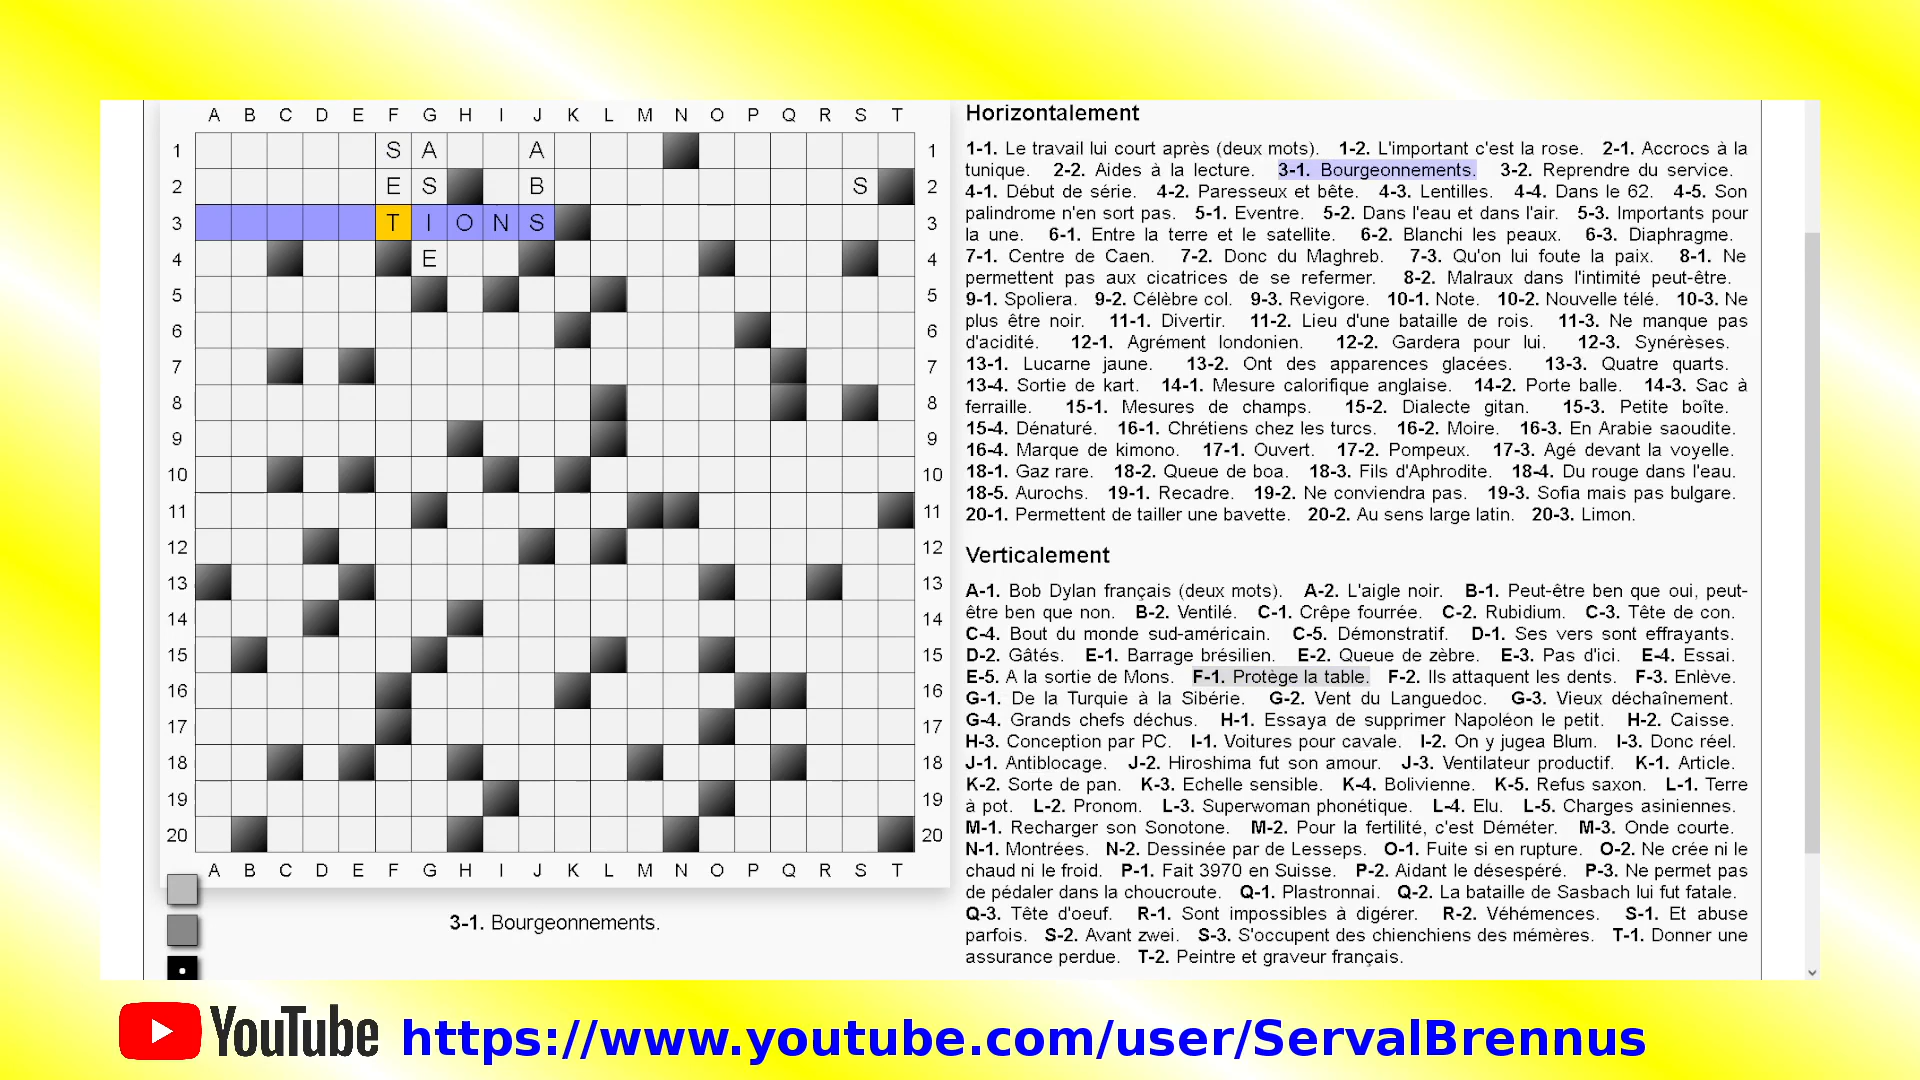 A B C D E F G H I J K L M N O P Q R S T
1 S A A 1
2 E S B S 2
3 T I O N S 3
4 E 4
5 5
6 6
7 7
8 8
9 9
10 10
11 11
12 12
13 13
14 14
15 15
16 16
17 17
18 18
19 19
20 20
A B C D E F G H I J K L M N O P Q R S T
3-1. Bourgeonnements.
Horizontalement
1-1. Le travail lui court après (deux mots). 1-2. L'important c'est la rose. 2-1. Accrocs à la
tunique. 2-2. Aides à la lecture. 3-1. Bourgeonnements. 3-2. Reprendre du service.
4-1. Début de série. 4-2. Paresseux et bête. 4-3. Lentilles. 4-4. Dans le 62. 4-5. Son
palindrome n'en sort pas. 5-1. Eventre. 5-2. Dans l'eau et dans l'air. 5-3. Importants pour
la une. 6-1. Entre la terre et le satellite. 6-2. Blanchi les peaux. 6-3. Diaphragme.
7-1. Centre de Caen. 7-2. Donc du Maghreb. 7-3. Qu'on lui foute la paix. 8-1. Ne
permettent pas aux cicatrices de se refermer. 8-2. Malraux dans l'intimité peut-être.
9-1. Spoliera. 9-2. Célèbre col. 9-3. Revigore. 10-1. Note. 10-2. Nouvelle télé. 10-3. Ne
plus être noir. 11-1. Divertir. 11-2. Lieu d'une bataille de rois. 11-3. Ne manque pas
d'acidité. 12-1. Agrément londonien. 12-2. Gardera pour lui. 12-3. Synérèses.
13-1. Lucarne jaune. 13-2. Ont des apparences glacées. 13-3. Quatre quarts.
13-4. Sortie de kart. 14-1. Mesure calorifique anglaise. 14-2. Porte balle. 14-3. Sac à
ferraille. 15-1. Mesures de champs. 15-2. Dialecte gitan. 15-3. Petite boîte.
15-4. Dénaturé. 16-1. Chrétiens chez les turcs. 16-2. Moire. 16-3. En Arabie saoudite.
16-4. Marque de kimono. 17-1. Ouvert. 17-2. Pompeux. 17-3. Agé devant la voyelle.
18-1. Gaz rare. 18-2. Queue de boa. 18-3. Fils d'Aphrodite. 18-4. Du rouge dans l'eau.
18-5. Aurochs. 19-1. Recadre. 19-2. Ne conviendra pas. 19-3. Sofia mais pas bulgare.
20-1. Permettent de tailler une bavette. 20-2. Au sens large latin. 20-3. Limon.
Verticalement
A-1. Bob Dylan français (deux mots). A-2. L'aigle noir. B-1. Peut-être ben que oui, peut-
être ben que non. B-2. Ventilé. C-1. Crêpe fourrée. C-2. Rubidium. C-3. Tête de con.
C-4. Bout du monde sud-américain. C-5. Démonstratif. D-1. Ses vers sont effrayants.
D-2. Gâtés. E-1. Barrage brésilien. E-2. Queue de zèbre. E-3. Pas d'ici. E-4. Essai.
E-5. A la sortie de Mons. F-1. Protège la table. F-2. Ils attaquent les dents. F-3. Enlève.
G-1. De la Turquie à la Sibérie. G-2. Vent du Languedoc. G-3. Vieux déchaînement.
G-4. Grands chefs déchus. H-1. Essaya de supprimer Napoléon le petit. H-2. Caisse.
H-3. Conception par PC. I-1. Voitures pour cavale. I-2. On y jugea Blum. I-3. Donc réel.
J-1. Antiblocage. J-2. Hiroshima fut son amour. J-3. Ventilateur productif. K-1. Article.
K-2. Sorte de pan. K-3. Echelle sensible. K-4. Bolivienne. K-5. Refus saxon. L-1. Terre
à pot. L-2. Pronom. L-3. Superwoman phonétique. L-4. Elu. L-5. Charges asiniennes.
M-1. Recharger son Sonotone. M-2. Pour la fertilité, c'est Déméter. M-3. Onde courte.
N-1. Montrées. N-2. Dessinée par de Lesseps. O-1. Fuite si en rupture. O-2. Ne crée ni le
chaud ni le froid. P-1. Fait 3970 en Suisse. P-2. Aidant le désespéré. P-3. Ne permet pas
de pédaler dans la choucroute. Q-1. Plastronnai. Q-2. La bataille de Sasbach lui fut fatale.
Q-3. Tête d'oeuf. R-1. Sont impossibles à digérer. R-2. Véhémences. S-1. Et abuse
parfois. S-2. Avant zwei. S-3. S'occupent des chienchiens des mémères. T-1. Donner une
assurance perdue. T-2. Peintre et graveur français.
YouTube https://www.youtube.com/user/ServalBrennus